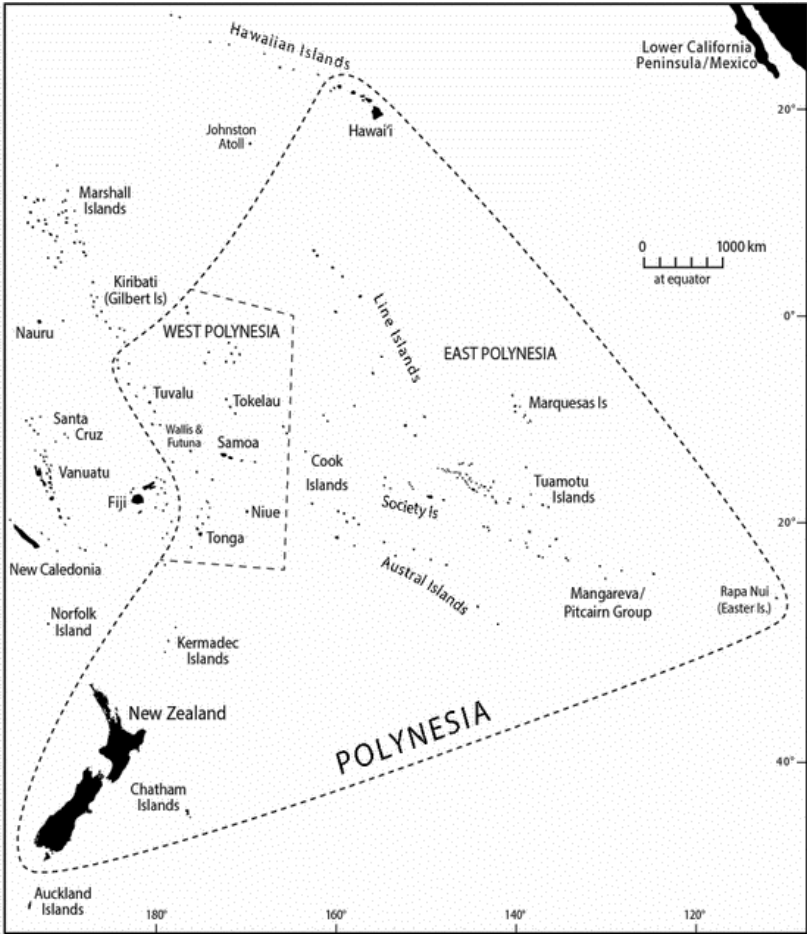 Hawaiian Islands
Lower California
Peninsula/Mexico
20°
Johnston
Atoll
Hawai‘i
Marshall
Islands
0 1000 km
at equator
Kiribati
(Gilbert Is)
Line Islands
0°
Nauru
WEST POLYNESIA
EAST POLYNESIA
Tuvalu
Tokelau
Marquesas Is
Santa
Cruz
Wallis &
Futuna
Samoa
Vanuatu
Cook
Islands
Tuamotu
Islands
Fiji
Niue
Society Is
20°
Tonga
New Caledonia
Austral Islands
Mangareva/
Pitcairn Group
Rapa Nui
(Easter Is.)
Norfolk
Island
Kermadec
Islands
New Zealand
POLYNESIA
40°
Chatham
Islands
Auckland
Islands
180° 160° 140° 120°